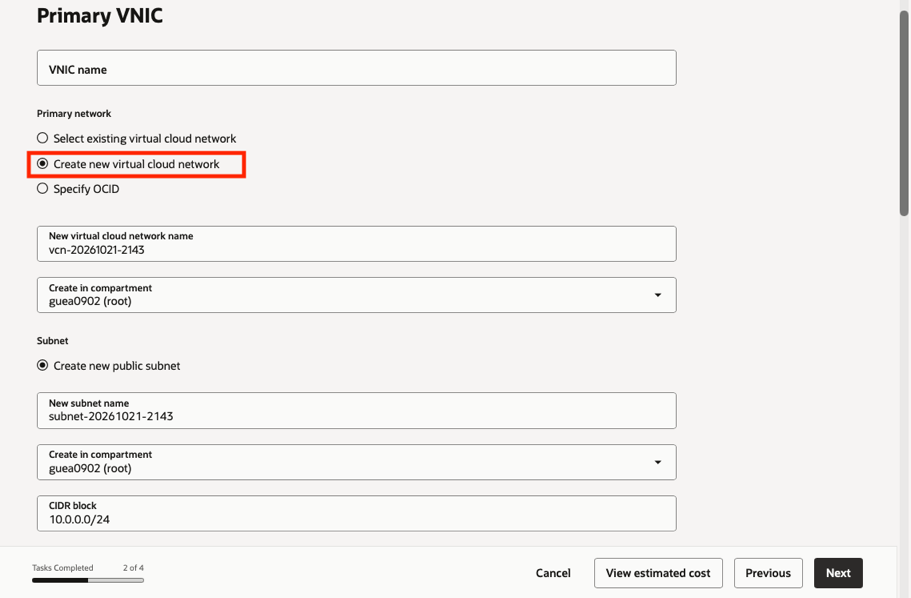 Primary VNIC
VNIC name
Primary network
Select existing virtual cloud network
Create new virtual cloud network
Specify OCID
New virtual cloud network name
vcn-20261021-2143
Create in compartment
guea0902 (root)
Subnet
Create new public subnet
New subnet name
subnet-20261021-2143
Create in compartment
guea0902 (root)
CIDR block
10.0.0.0/24
Tasks Completed 2 of 4
Cancel View estimated cost Previous Next